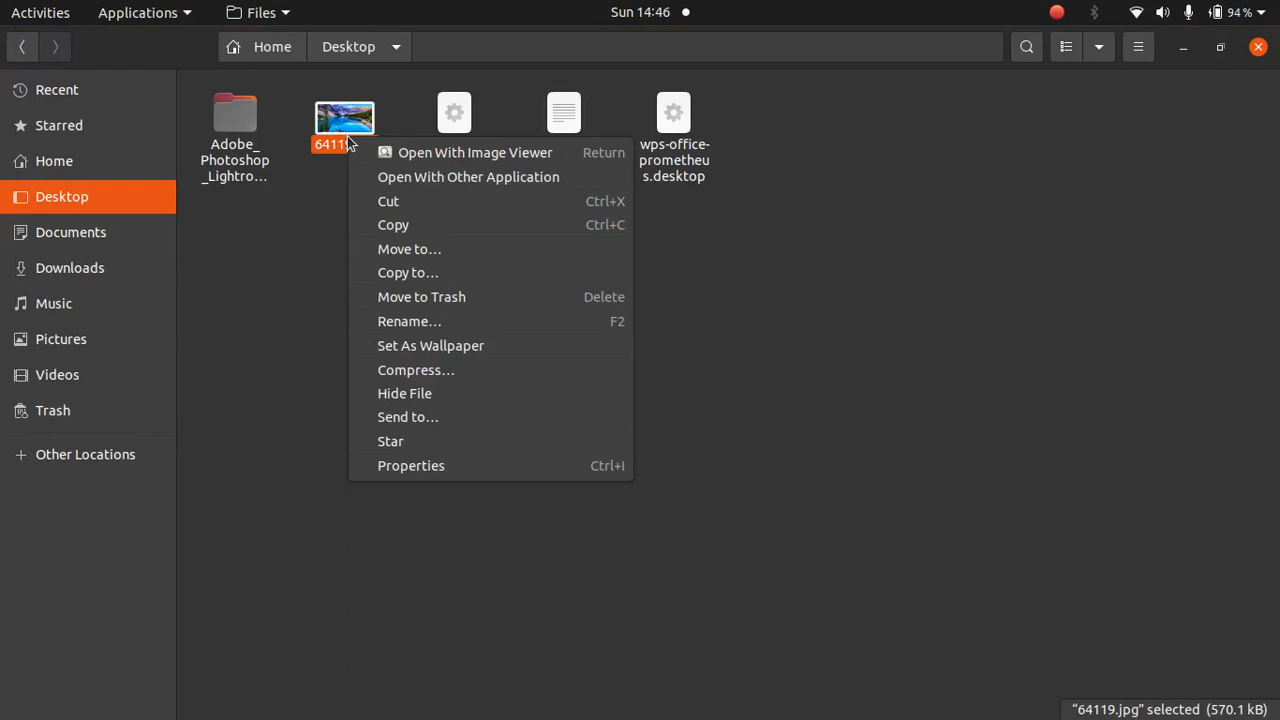 Activities Applications Files Sun 14:46 94 %
Home Desktop
Recent
Starred
Home
Desktop
Documents
Downloads
Music
Pictures
Videos
Trash
Other Locations
Adobe_
Photoshop
_Lightro...
wps-office-
prometheu
s.desktop
Open With Image Viewer Return
Open With Other Application
Cut Ctrl+X
Copy Ctrl+C
Move to...
Copy to...
Move to Trash Delete
Rename... F2
Set As Wallpaper
Compress...
Hide File
Send to...
Star
Properties Ctrl+I
"64119.jpg" selected (570.1 kB)